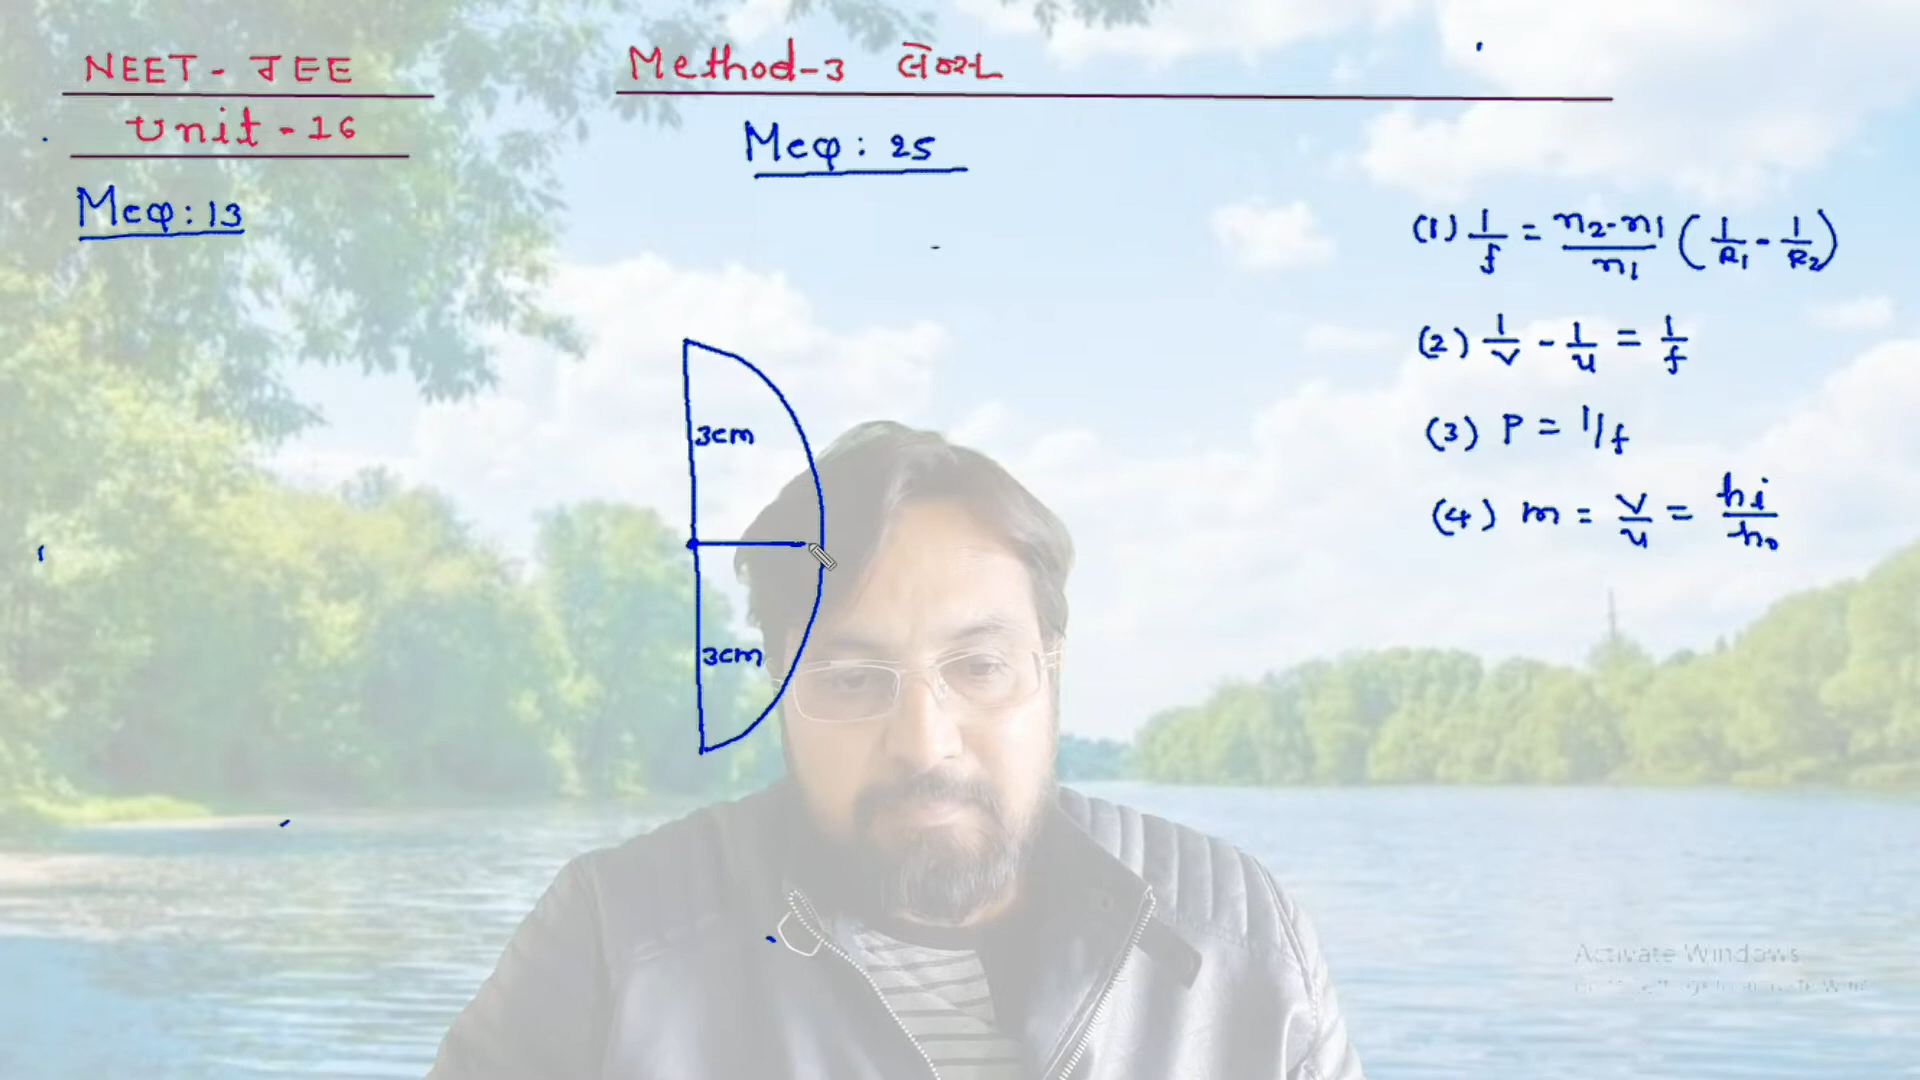 NEET - JEE
Unit - 16
Mcq : 13
Method-3 લેન્સ
Mcq : 25
(1) 1/f = n2-n1/n1 (1/R1 - 1/R2)
(2) 1/v - 1/u = 1/f
(3) P = 1/f
(4) m = v/u = hi/ho
3cm
3cm
Activate Windows